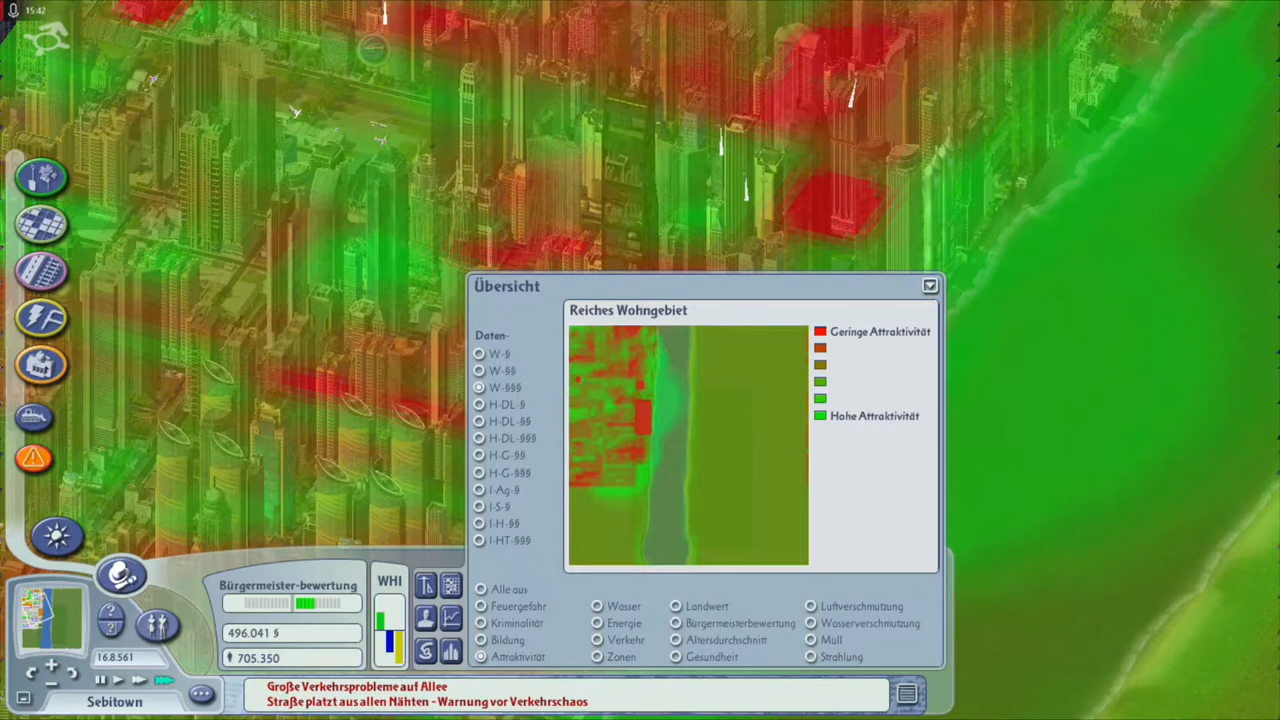 15:42
Übersicht
Reiches Wohngebiet
Geringe Attraktivität
Hohe Attraktivität
Daten-
W-§
W-§§
W-§§§
H-DL-§
H-DL-§§
H-DL-§§§
H-G-§§
H-G-§§§
I-Ag-§
I-S-§
I-H-§§
I-HT-§§§
Alle aus
Feuergefahr
Kriminalität
Bildung
Attraktivität
Wasser
Energie
Verkehr
Zonen
Landwert
Bürgermeisterbewertung
Altersdurchschnitt
Gesundheit
Luftverschmutzung
Wasserverschmutzung
Müll
Strahlung
Bürgermeister-bewertung
WHI
496.041 §
705.350
16.8.561
Sebitown
Große Verkehrsprobleme auf Allee
Straße platzt aus allen Nähten - Warnung vor Verkehrschaos